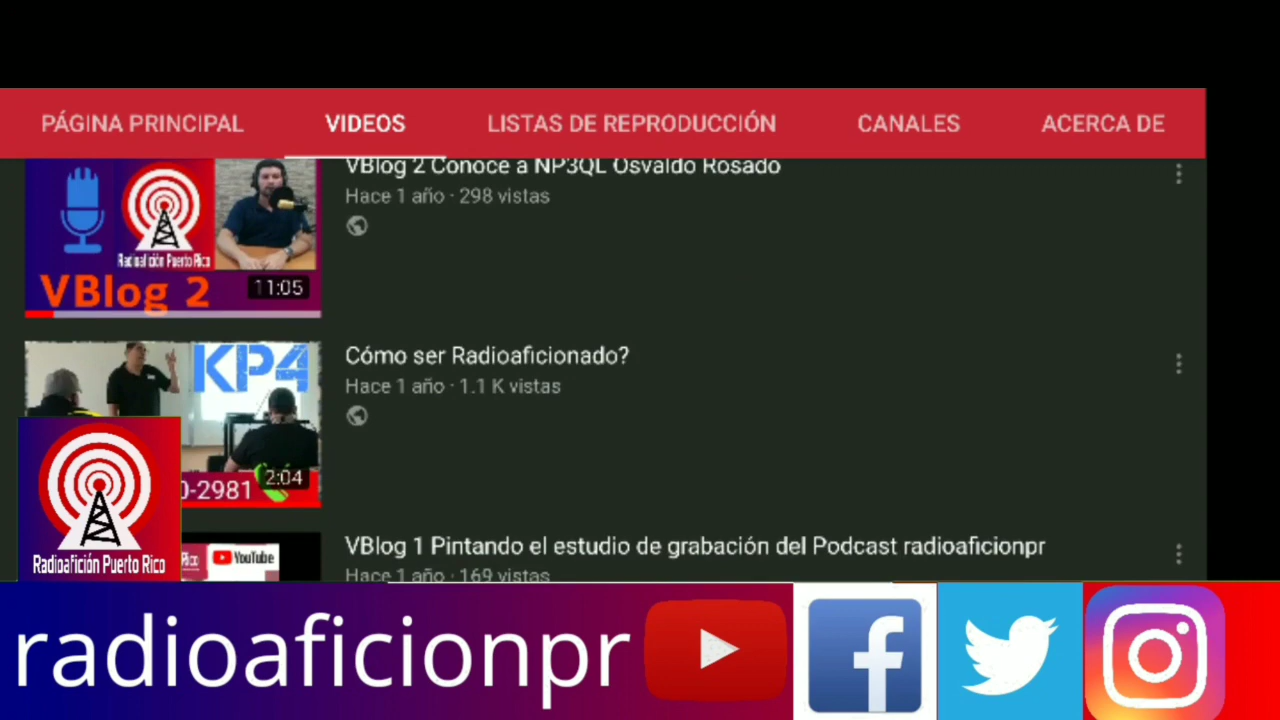 PÁGINA PRINCIPAL VIDEOS LISTAS DE REPRODUCCIÓN CANALES ACERCA DE
VBlog 2 Conoce a NP3QL Osvaldo Rosado
Hace 1 año · 298 vistas
Radioafición Puerto Rico
VBlog 2
11:05
KP4
Cómo ser Radioaficionado?
Hace 1 año · 1.1 K vistas
2:04
0-2981
Radioafición Puerto Rico
Rico
YouTube
VBlog 1 Pintando el estudio de grabación del Podcast radioaficionpr
Hace 1 año · 169 vistas
radioaficionpr